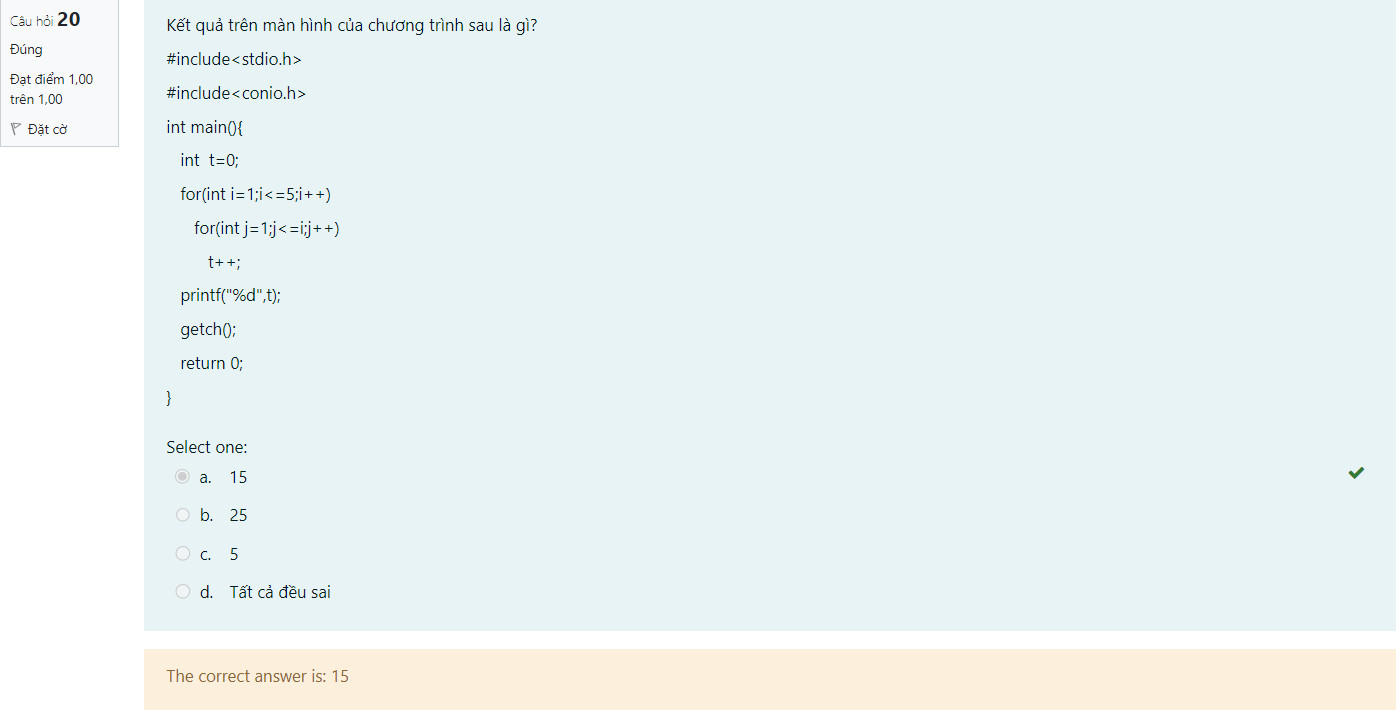 Câu hỏi 20
Đúng
Đạt điểm 1,00
trên 1,00
Đặt cờ
Kết quả trên màn hình của chương trình sau là gì?
#include<stdio.h>
#include<conio.h>
int main(){
int  t=0;
for(int i=1;i<=5;i++)
for(int j=1;j<=i;j++)
t++;
printf("%d",t);
getch();
return 0;
}
Select one:
a. 15
b. 25
c. 5
d. Tất cả đều sai
The correct answer is: 15